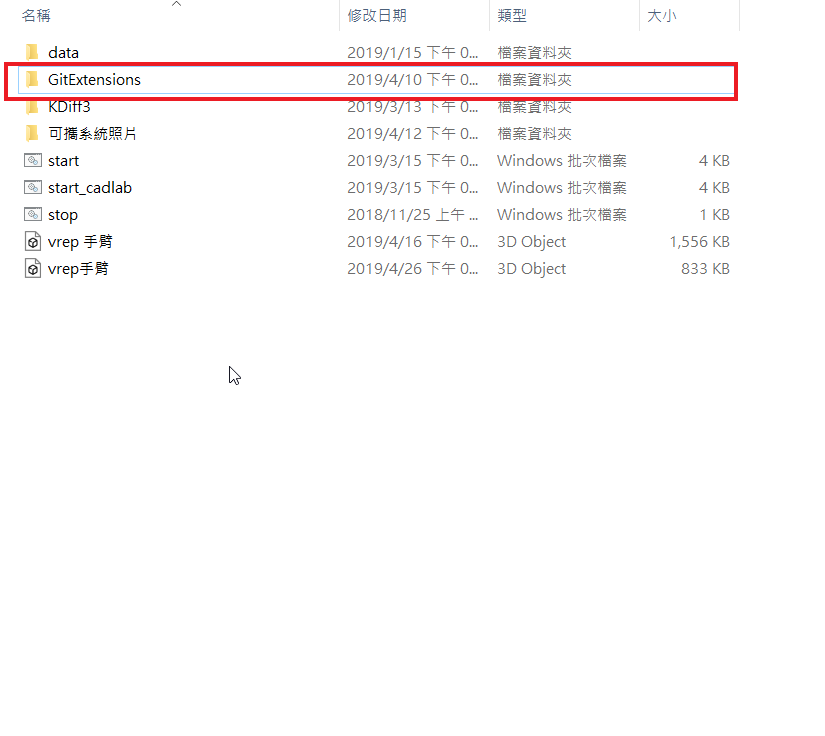 名稱 修改日期 類型 大小
data 2019/1/15 下午 0... 檔案資料夾
GitExtensions 2019/4/10 下午 0... 檔案資料夾
KDiff3 2019/3/13 下午 0... 檔案資料夾
可攜系統照片 2019/4/12 下午 0... 檔案資料夾
start 2019/3/15 下午 0... Windows 批次檔案 4 KB
start_cadlab 2019/3/15 下午 0... Windows 批次檔案 4 KB
stop 2018/11/25 上午 ... Windows 批次檔案 1 KB
vrep 手臂 2019/4/16 下午 0... 3D Object 1,556 KB
vrep手臂 2019/4/26 下午 0... 3D Object 833 KB